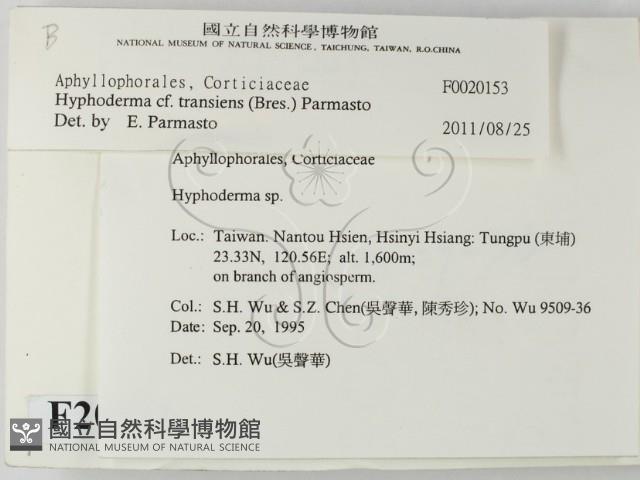 B
國立自然科學博物館
NATIONAL MUSEUM OF NATURAL SCIENCE, TAICHUNG, TAIWAN, R.O.CHINA
Aphyllophorales, Corticiaceae F0020153
Hyphoderma cf. transiens (Bres.) Parmasto
Det. by E. Parmasto 2011/08/25
Aphyllophorales, Corticiaceae
Hyphoderma sp.
Loc.: Taiwan. Nantou Hsien, Hsinyi Hsiang: Tungpu (東埔)
23.33N, 120.56E; alt. 1,600m;
on branch of angiosperm.
Col.: S.H. Wu & S.Z. Chen(吳聲華, 陳秀珍); No. Wu 9509-36
Date: Sep. 20, 1995
Det.: S.H. Wu(吳聲華)
F20
國立自然科學博物館
NATIONAL MUSEUM OF NATURAL SCIENCE